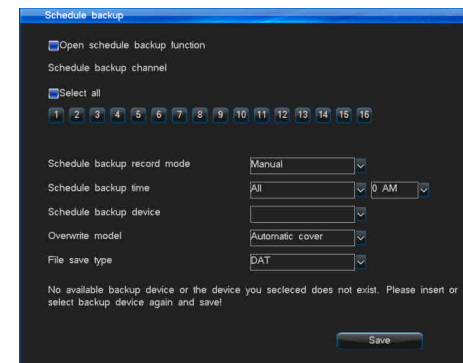 Schedule backup
Open schedule backup function
Schedule backup channel
Select all
1 2 3 4 5 6 7 8 9 10 11 12 13 14 15 16
Schedule backup record mode Manual
Schedule backup time All 0 AM
Schedule backup device
Overwrite model Automatic cover
File save type DAT
No available backup device or the device you secleced does not exist. Please insert or
select backup device again and save!
Save